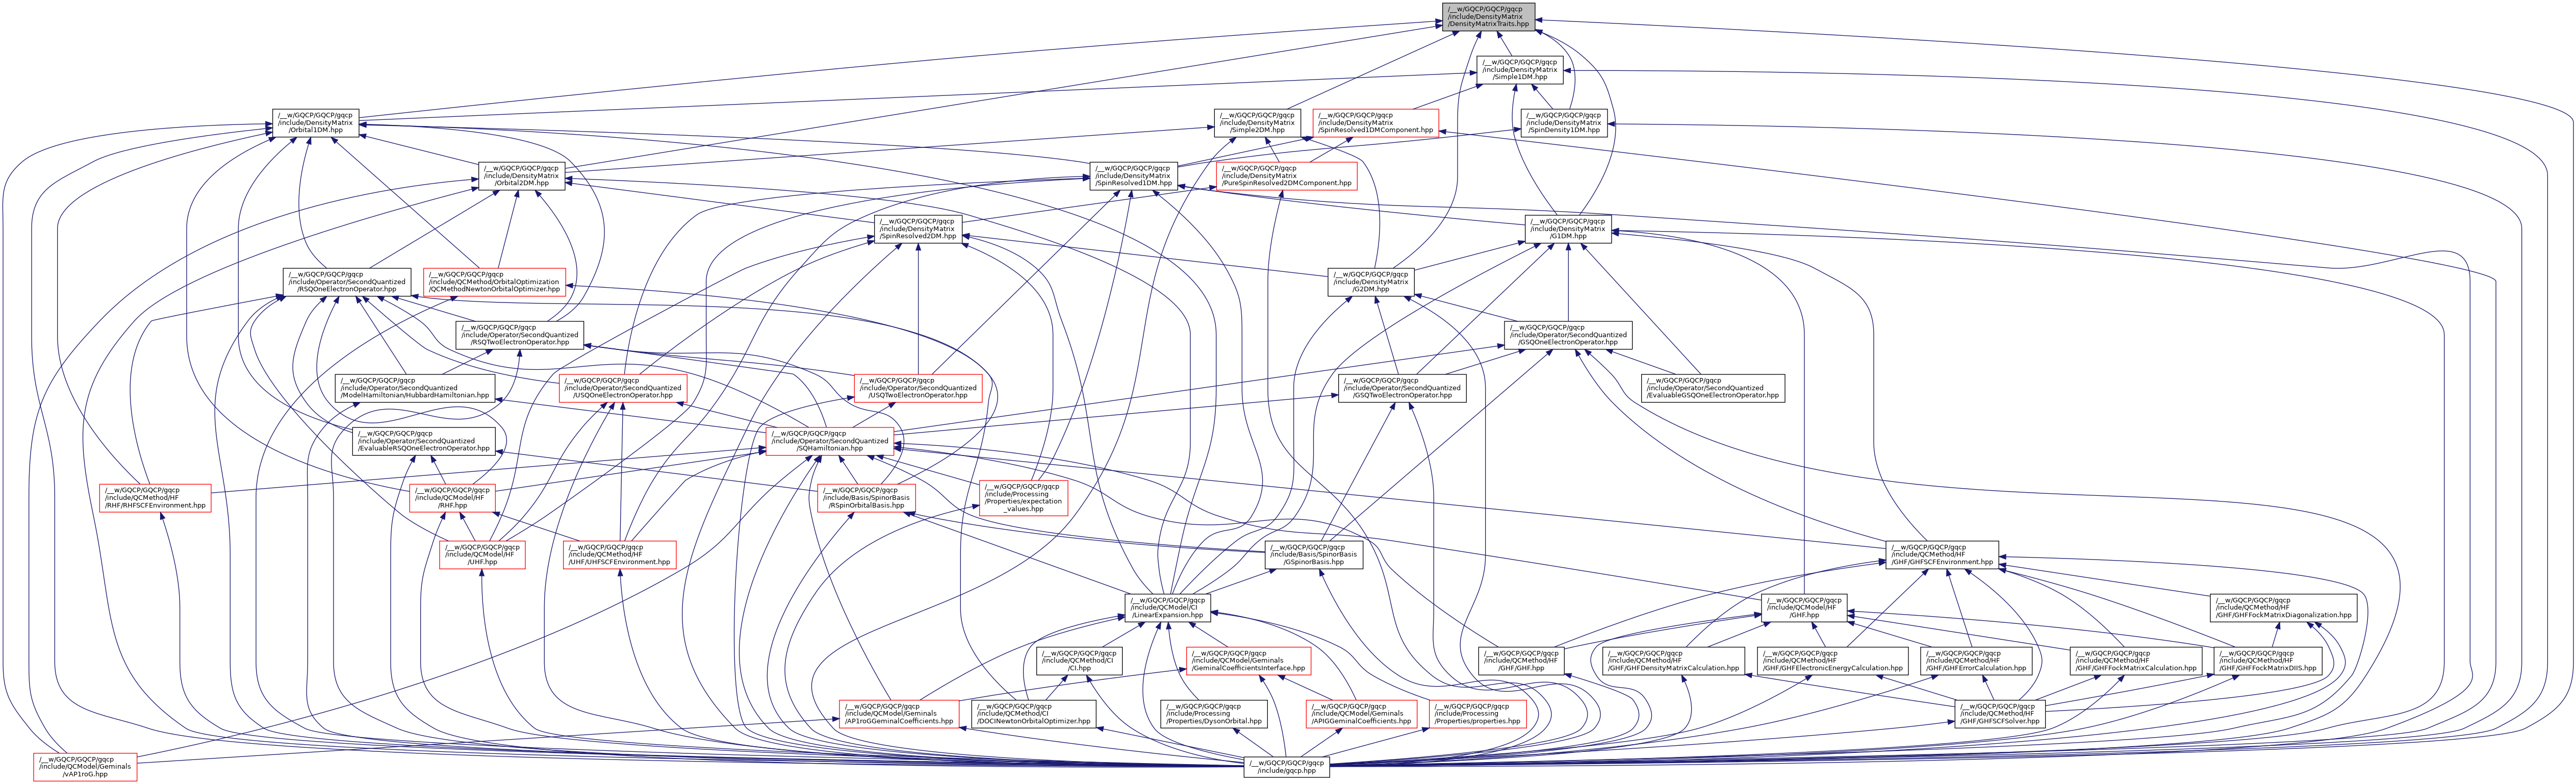 /__w/GQCP/GQCP/gqcp
/include/DensityMatrix
/DensityMatrixTraits.hpp
/__w/GQCP/GQCP/gqcp
/include/DensityMatrix
/Simple1DM.hpp
/__w/GQCP/GQCP/gqcp
/include/DensityMatrix
/Orbital1DM.hpp
/__w/GQCP/GQCP/gqcp
/include/DensityMatrix
/Simple2DM.hpp
/__w/GQCP/GQCP/gqcp
/include/DensityMatrix
/SpinResolved1DMComponent.hpp
/__w/GQCP/GQCP/gqcp
/include/DensityMatrix
/SpinDensity1DM.hpp
/__w/GQCP/GQCP/gqcp
/include/DensityMatrix
/Orbital2DM.hpp
/__w/GQCP/GQCP/gqcp
/include/DensityMatrix
/SpinResolved1DM.hpp
/__w/GQCP/GQCP/gqcp
/include/DensityMatrix
/PureSpinResolved2DMComponent.hpp
/__w/GQCP/GQCP/gqcp
/include/DensityMatrix
/SpinResolved2DM.hpp
/__w/GQCP/GQCP/gqcp
/include/DensityMatrix
/G1DM.hpp
/__w/GQCP/GQCP/gqcp
/include/Operator/SecondQuantized
/RSQOneElectronOperator.hpp
/__w/GQCP/GQCP/gqcp
/include/QCMethod/OrbitalOptimization
/QCMethodNewtonOrbitalOptimizer.hpp
/__w/GQCP/GQCP/gqcp
/include/DensityMatrix
/G2DM.hpp
/__w/GQCP/GQCP/gqcp
/include/Operator/SecondQuantized
/RSQTwoElectronOperator.hpp
/__w/GQCP/GQCP/gqcp
/include/Operator/SecondQuantized
/GSQOneElectronOperator.hpp
/__w/GQCP/GQCP/gqcp
/include/Operator/SecondQuantized
/ModelHamiltonian/HubbardHamiltonian.hpp
/__w/GQCP/GQCP/gqcp
/include/Operator/SecondQuantized
/USQOneElectronOperator.hpp
/__w/GQCP/GQCP/gqcp
/include/Operator/SecondQuantized
/USQTwoElectronOperator.hpp
/__w/GQCP/GQCP/gqcp
/include/Operator/SecondQuantized
/GSQTwoElectronOperator.hpp
/__w/GQCP/GQCP/gqcp
/include/Operator/SecondQuantized
/EvaluableGSQOneElectronOperator.hpp
/__w/GQCP/GQCP/gqcp
/include/Operator/SecondQuantized
/EvaluableRSQOneElectronOperator.hpp
/__w/GQCP/GQCP/gqcp
/include/Operator/SecondQuantized
/SQHamiltonian.hpp
/__w/GQCP/GQCP/gqcp
/include/QCMethod/HF
/RHF/RHFSCFEnvironment.hpp
/__w/GQCP/GQCP/gqcp
/include/QCModel/HF
/RHF.hpp
/__w/GQCP/GQCP/gqcp
/include/Basis/SpinorBasis
/RSpinOrbitalBasis.hpp
/__w/GQCP/GQCP/gqcp
/include/Processing
/Properties/expectation
_values.hpp
/__w/GQCP/GQCP/gqcp
/include/QCModel/HF
/UHF.hpp
/__w/GQCP/GQCP/gqcp
/include/QCMethod/HF
/UHF/UHFSCFEnvironment.hpp
/__w/GQCP/GQCP/gqcp
/include/Basis/SpinorBasis
/GSpinorBasis.hpp
/__w/GQCP/GQCP/gqcp
/include/QCMethod/HF
/GHF/GHFSCFEnvironment.hpp
/__w/GQCP/GQCP/gqcp
/include/QCModel/CI
/LinearExpansion.hpp
/__w/GQCP/GQCP/gqcp
/include/QCModel/HF
/GHF.hpp
/__w/GQCP/GQCP/gqcp
/include/QCMethod/HF
/GHF/GHFFockMatrixDiagonalization.hpp
/__w/GQCP/GQCP/gqcp
/include/QCMethod/CI
/CI.hpp
/__w/GQCP/GQCP/gqcp
/include/QCModel/Geminals
/GeminalCoefficientsInterface.hpp
/__w/GQCP/GQCP/gqcp
/include/QCMethod/HF
/GHF/GHF.hpp
/__w/GQCP/GQCP/gqcp
/include/QCMethod/HF
/GHF/GHFDensityMatrixCalculation.hpp
/__w/GQCP/GQCP/gqcp
/include/QCMethod/HF
/GHF/GHFElectronicEnergyCalculation.hpp
/__w/GQCP/GQCP/gqcp
/include/QCMethod/HF
/GHF/GHFErrorCalculation.hpp
/__w/GQCP/GQCP/gqcp
/include/QCMethod/HF
/GHF/GHFFockMatrixCalculation.hpp
/__w/GQCP/GQCP/gqcp
/include/QCMethod/HF
/GHF/GHFFockMatrixDIIS.hpp
/__w/GQCP/GQCP/gqcp
/include/QCModel/Geminals
/AP1roGGeminalCoefficients.hpp
/__w/GQCP/GQCP/gqcp
/include/QCMethod/CI
/DOCINewtonOrbitalOptimizer.hpp
/__w/GQCP/GQCP/gqcp
/include/Processing
/Properties/DysonOrbital.hpp
/__w/GQCP/GQCP/gqcp
/include/QCModel/Geminals
/APIGGeminalCoefficients.hpp
/__w/GQCP/GQCP/gqcp
/include/Processing
/Properties/properties.hpp
/__w/GQCP/GQCP/gqcp
/include/QCMethod/HF
/GHF/GHFSCFSolver.hpp
/__w/GQCP/GQCP/gqcp
/include/QCModel/Geminals
/vAP1roG.hpp
/__w/GQCP/GQCP/gqcp
/include/gqcp.hpp